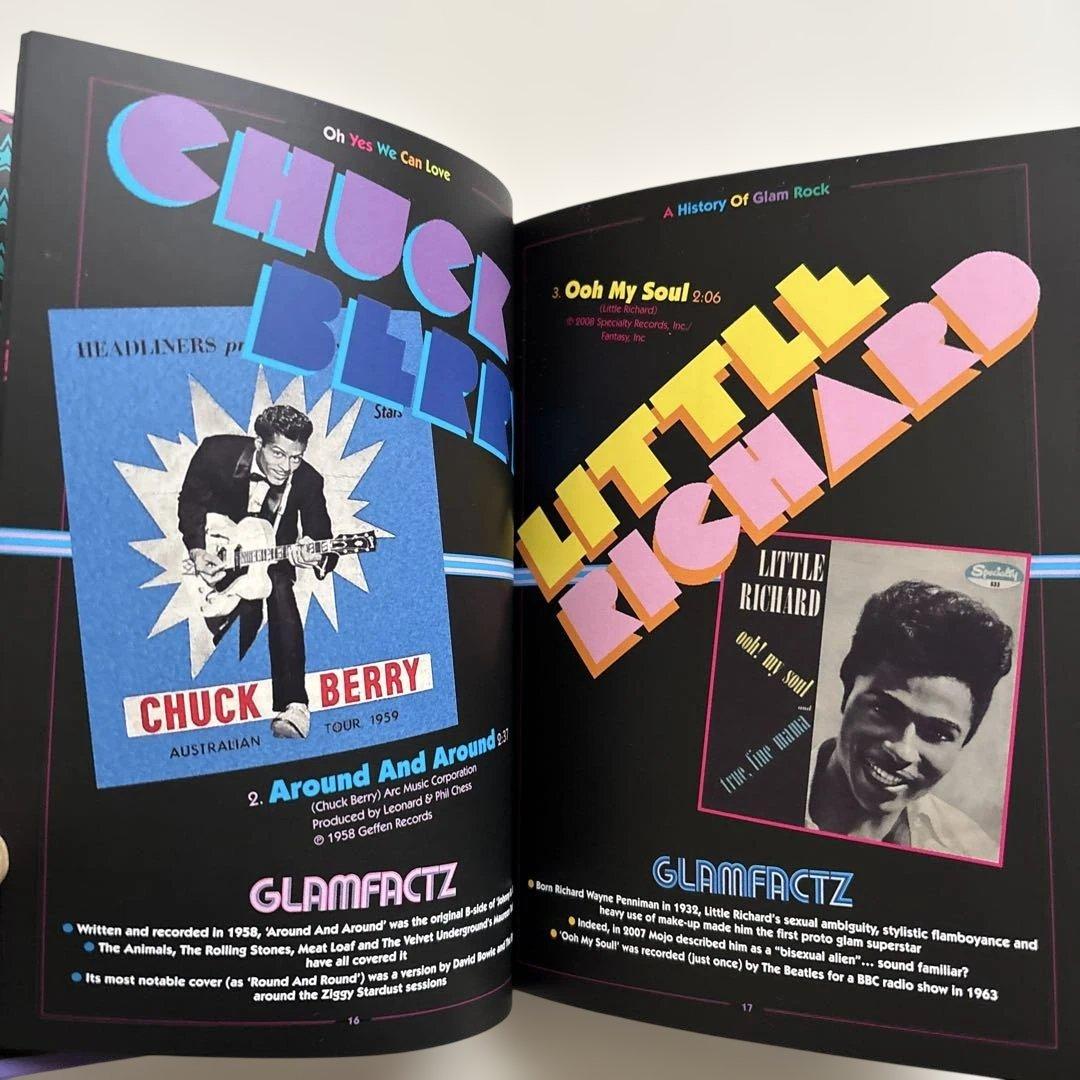 Oh Yes We Can Love
CHUCK
BERR
HEADLINERS
Stars
CHUCK BERRY
AUSTRALIAN TOUR, 1959
2. Around And Around 2:37
(Chuck Berry) Arc Music Corporation
Produced by Leonard & Phil Chess
℗ 1958 Geffen Records
GLAMFACTZ
Written and recorded in 1958, ‘Around And Around’ was the original B-side of
The Animals, The Rolling Stones, Meat Loaf and The Velvet Underground’s
have all covered it
Its most notable cover (as ‘Round And Round’) was a version by David Bowie and
around the Ziggy Stardust sessions
16
A History Of Glam Rock
3. Ooh My Soul 2:06
(Little Richard)
℗ 2008 Specialty Records, Inc./
Fantasy, Inc
LITTLE
RICHARD
LITTLE
RICHARD
ooh! my soul
and
true, fine mama
Specialty
633
GLAMFACTZ
Born Richard Wayne Penniman in 1932, Little Richard’s sexual ambiguity, stylistic flamboyance and
heavy use of make-up made him the first proto glam superstar
Indeed, in 2007 Mojo described him as a “bisexual alien”... sound familiar?
‘Ooh My Soul’ was recorded (just once) by The Beatles for a BBC radio show in 1963
17